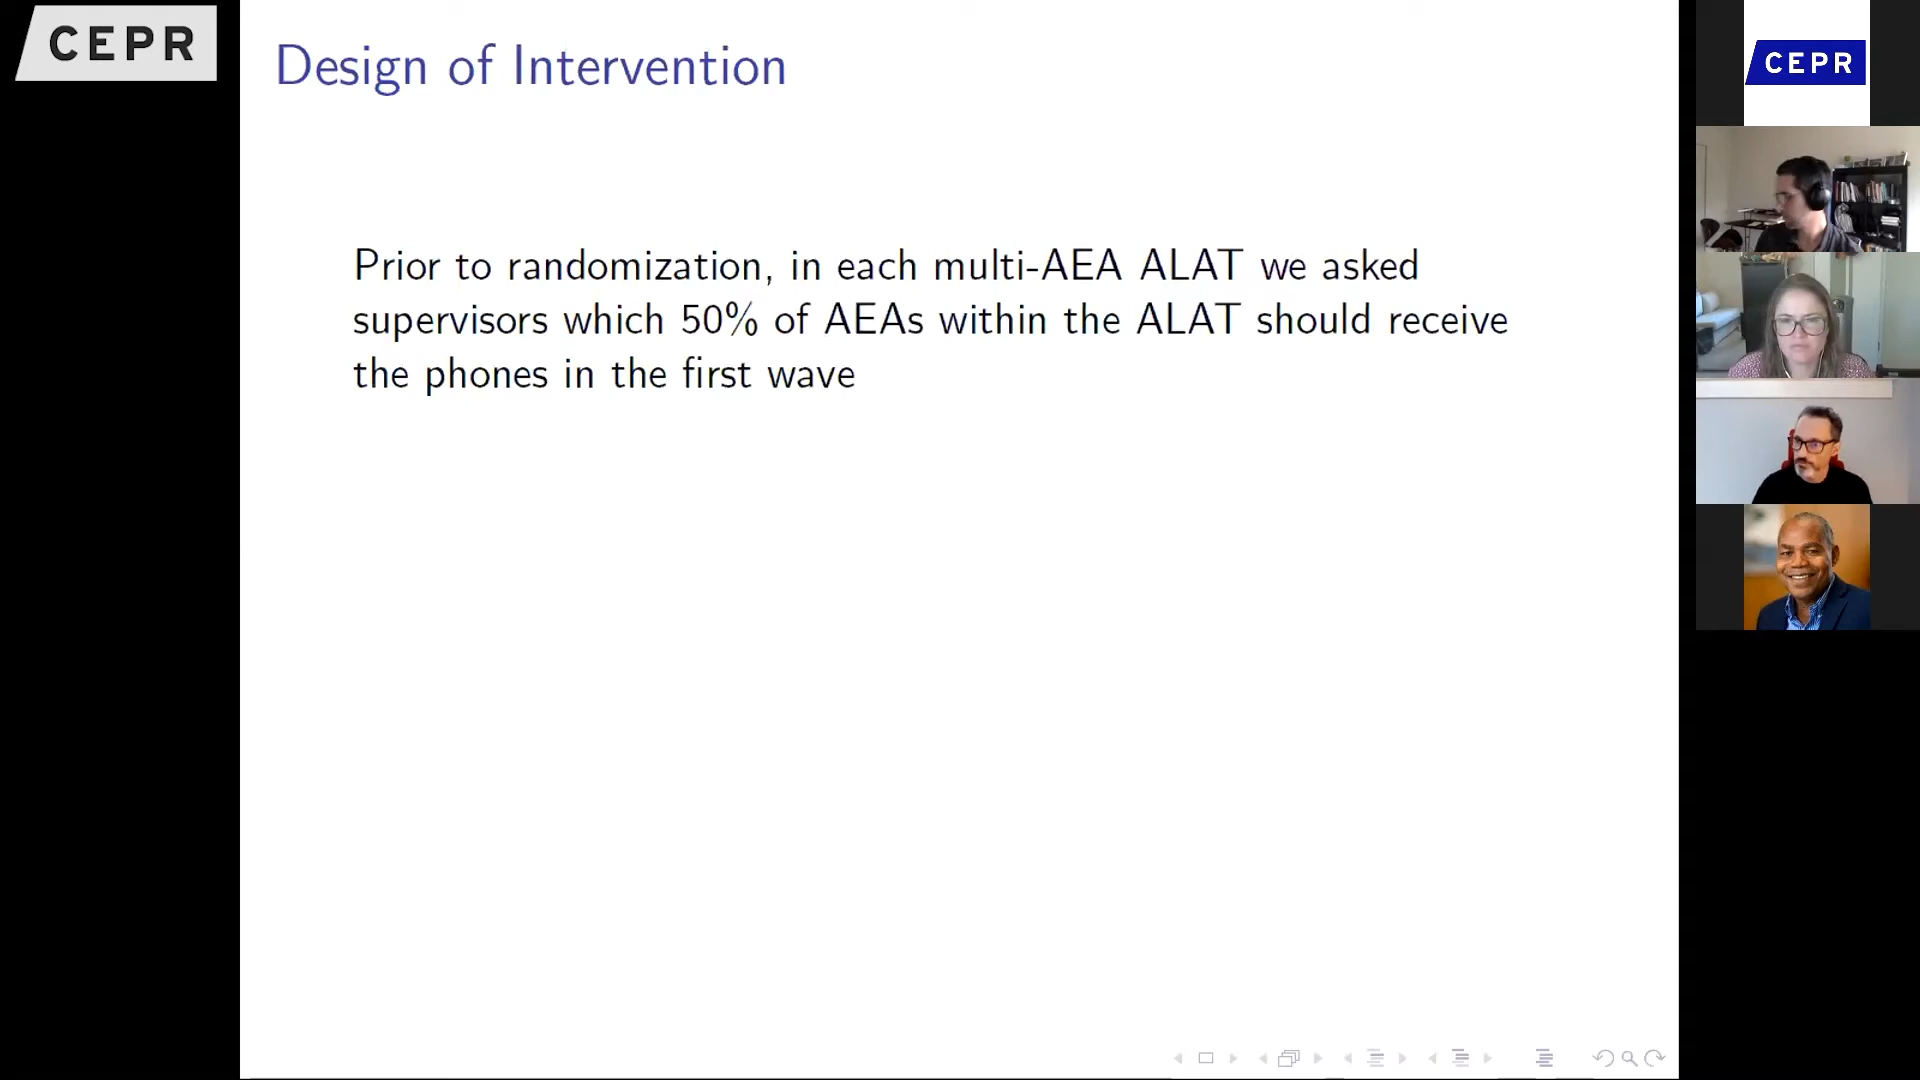 CEPR
Design of Intervention
CEPR
Prior to randomization, in each multi-AEA ALAT we asked
supervisors which 50% of AEAs within the ALAT should receive
the phones in the first wave